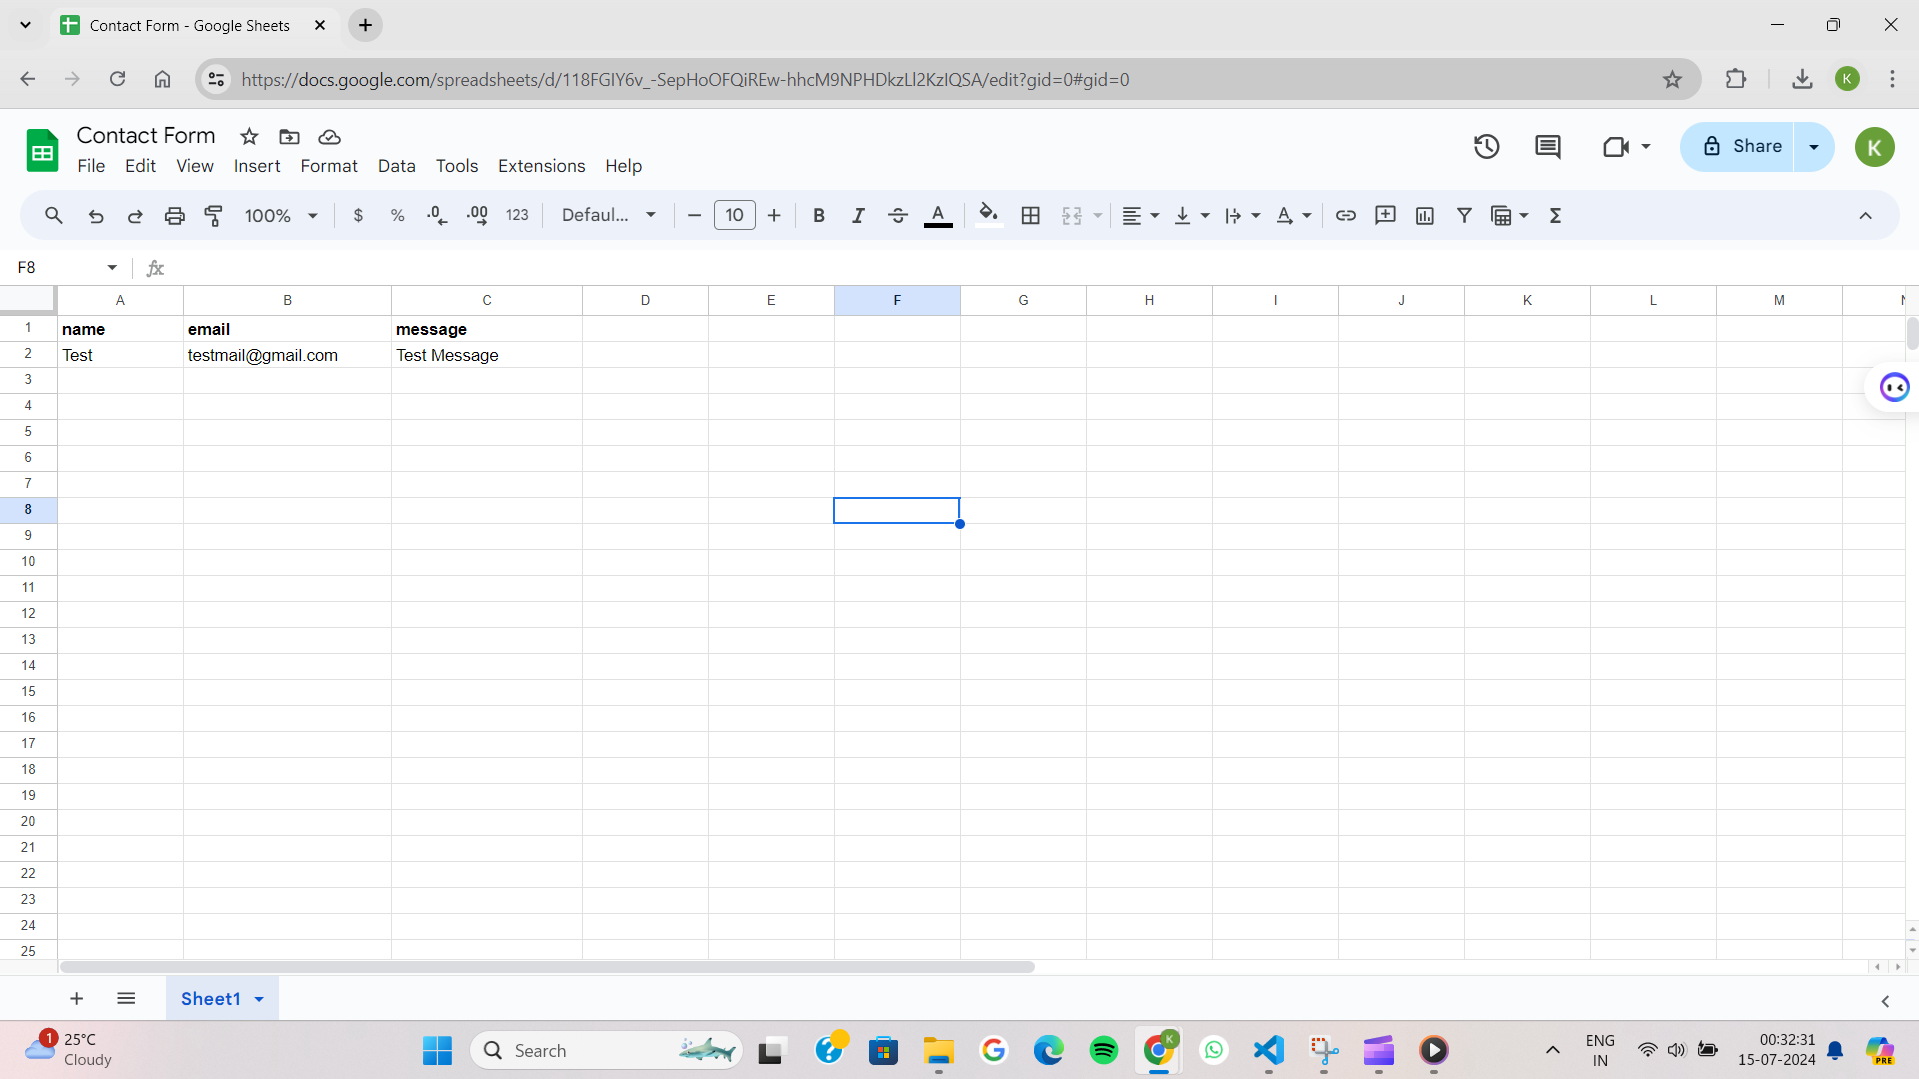 Contact Form - Google Sheets
https://docs.google.com/spreadsheets/d/118FGIY6v_-SepHoOFQiREw-hhcM9NPHDkzLl2KzIQSA/edit?gid=0#gid=0
K
Contact Form
File Edit View Insert Format Data Tools Extensions Help
Share
K
100% $ % .0 .00 123 Defaul... 10 B I A Σ
F8 fx
A B C D E F G H I J K L M N
1 name email message
2 Test testmail@gmail.com Test Message
3
4
5
6
7
8
9
10
11
12
13
14
15
16
17
18
19
20
21
22
23
24
25
Sheet1
1 25°C
Cloudy
Search
K
ENG
IN
00:32:31
15-07-2024
PRE